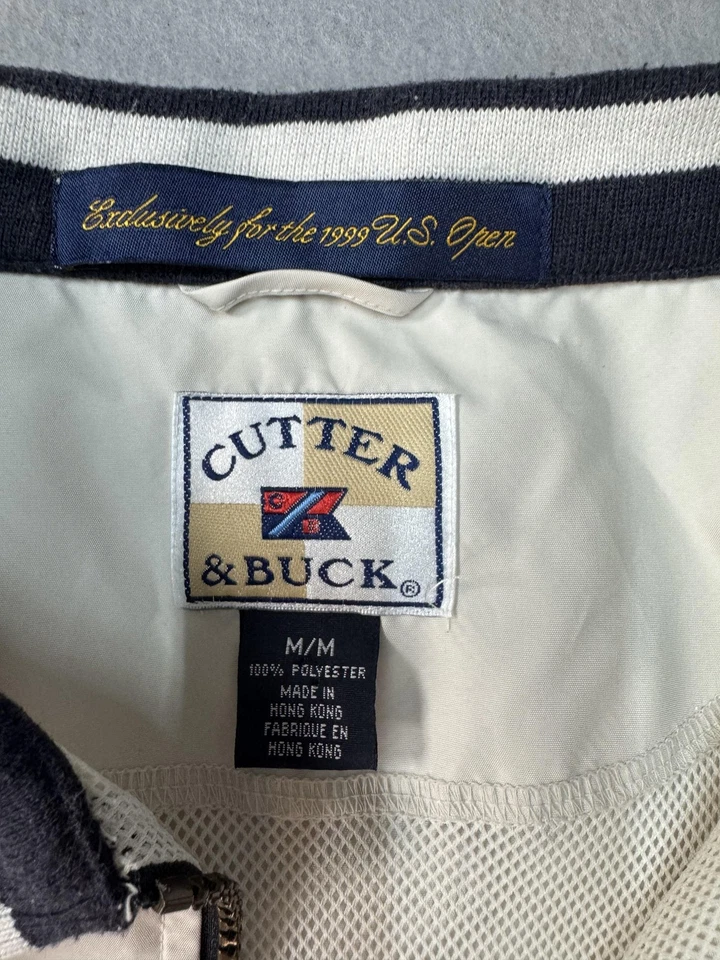 Exclusively for the 1999 U.S. Open
CUTTER
C
B
& BUCK®
M/M
100% POLYESTER
MADE IN
HONG KONG
FABRIQUE EN
HONG KONG